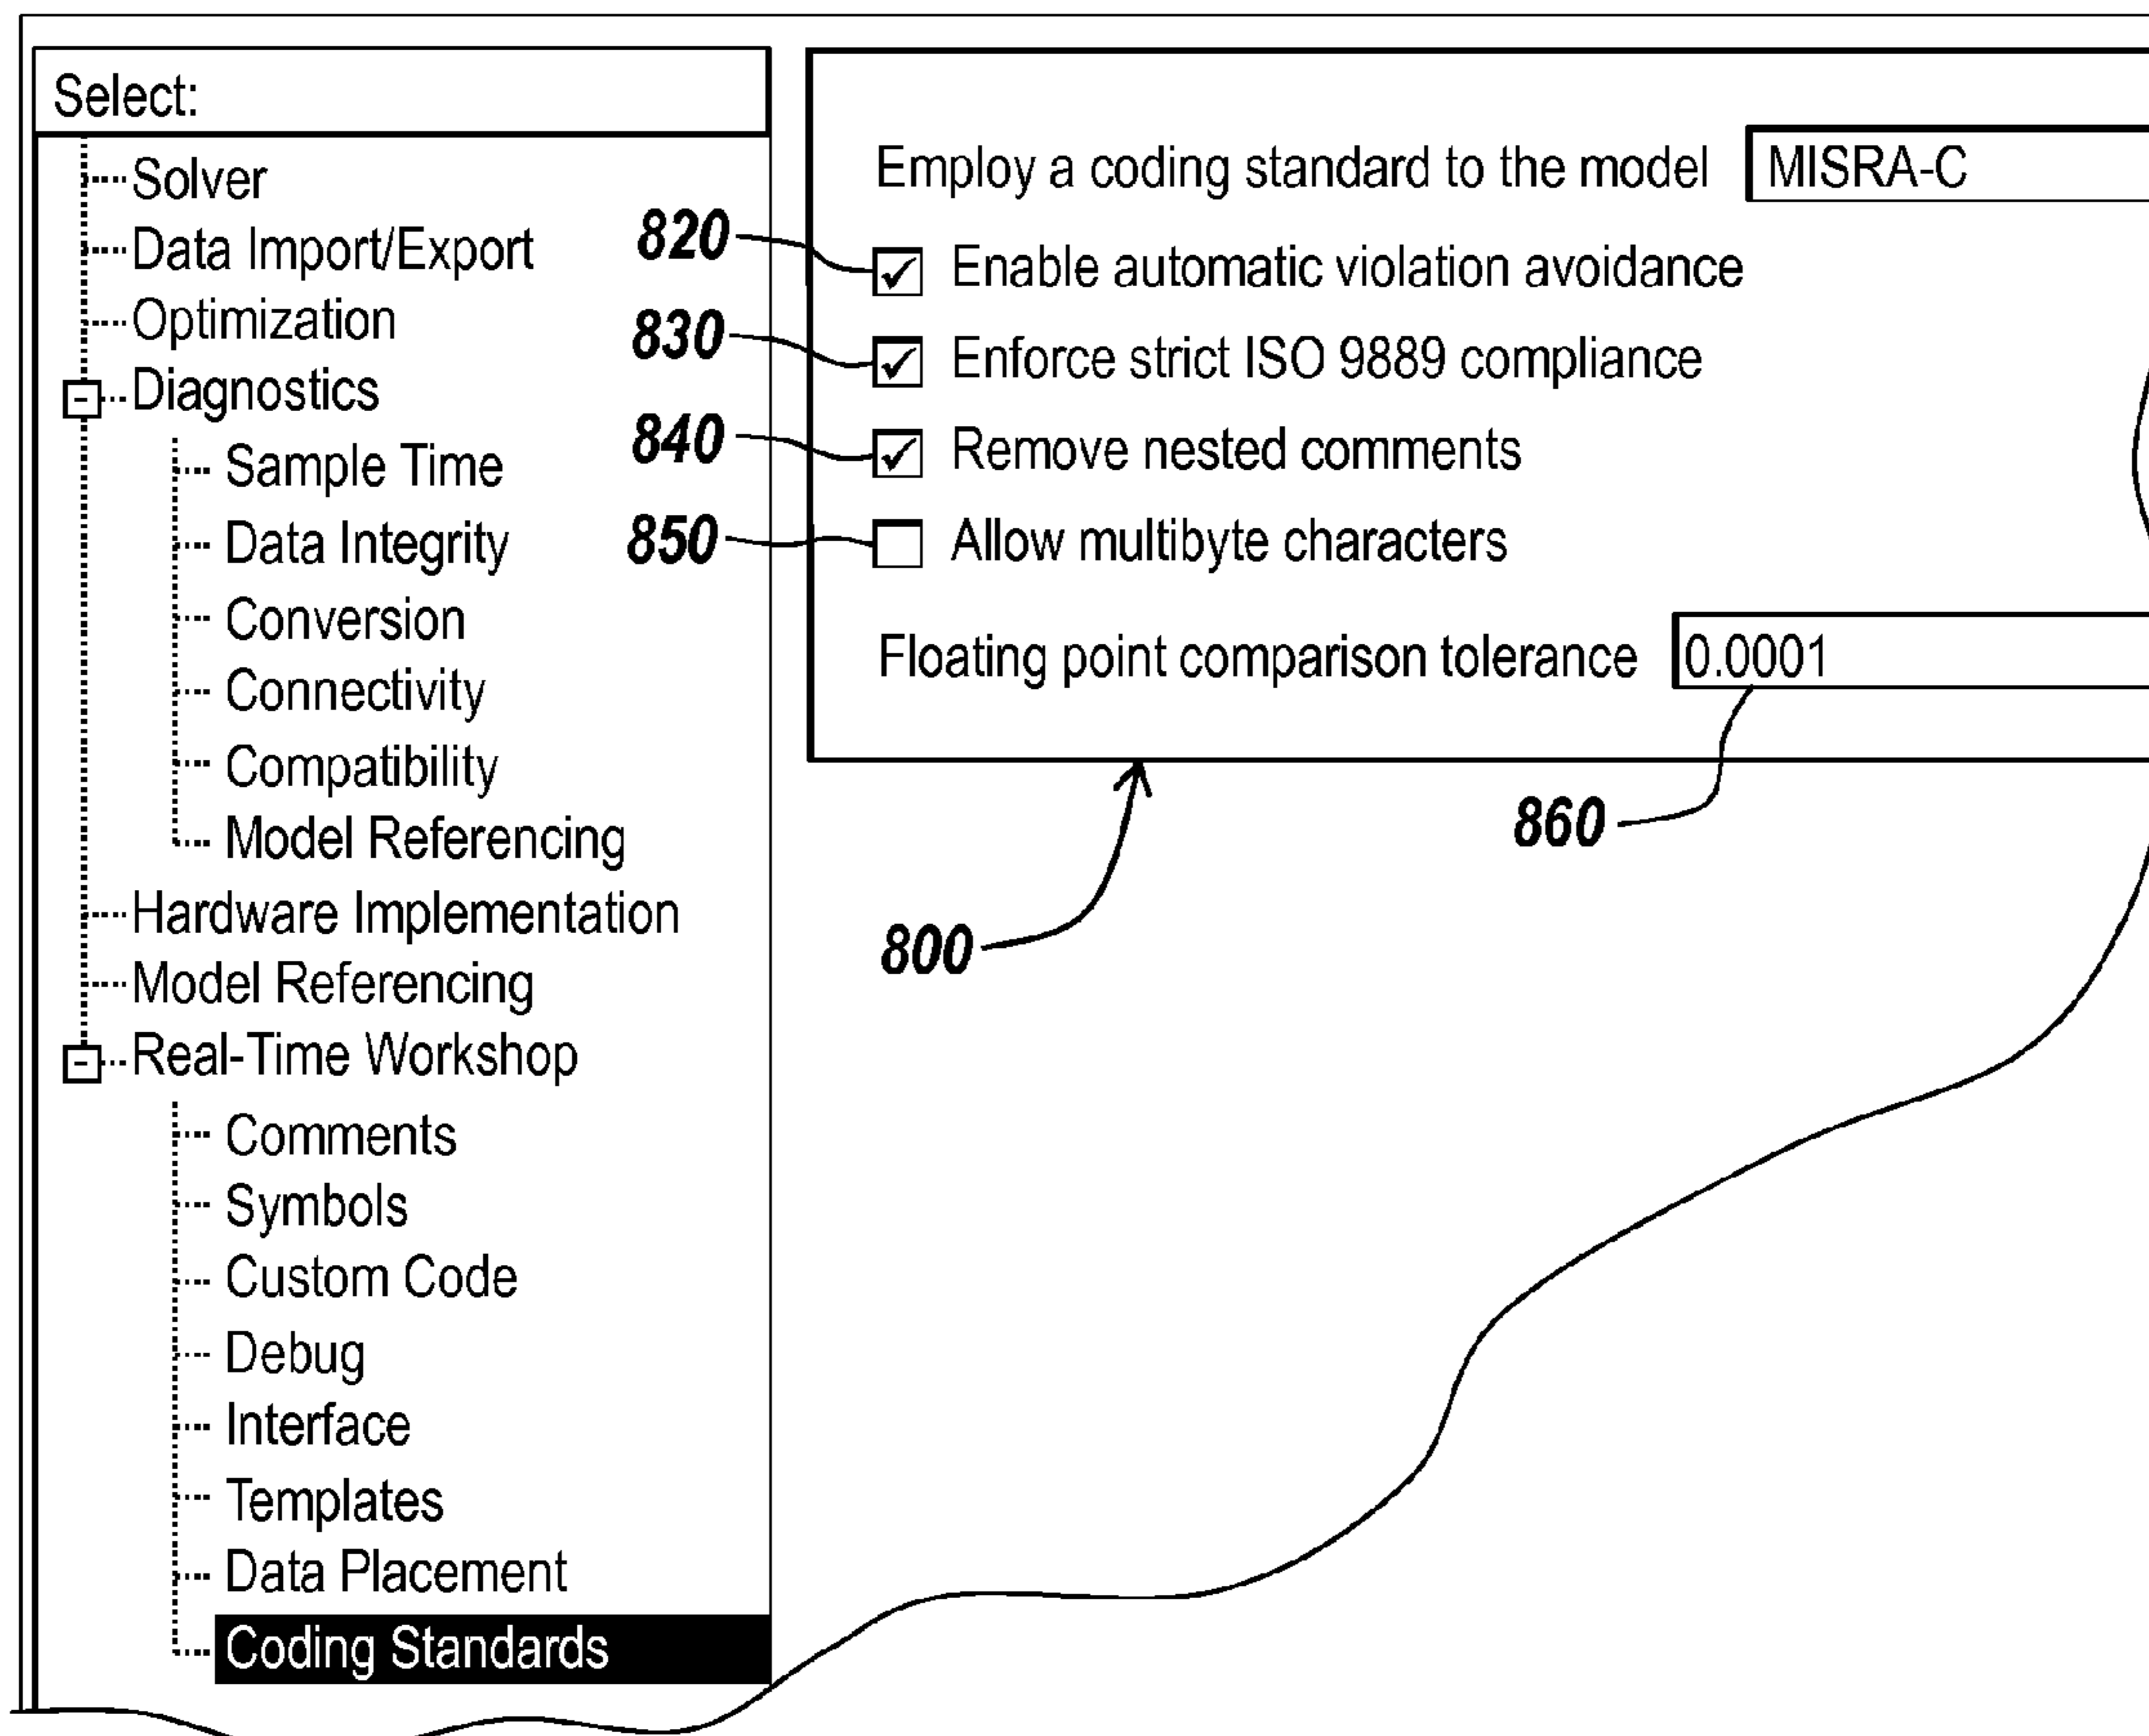 Select:
Solver
Data Import/Export
Optimization
Diagnostics
Sample Time
Data Integrity
Conversion
Connectivity
Compatibility
Model Referencing
Hardware Implementation
Model Referencing
Real-Time Workshop
Comments
Symbols
Custom Code
Debug
Interface
Templates
Data Placement
Coding Standards
Employ a coding standard to the model MISRA-C
820 Enable automatic violation avoidance
830 Enforce strict ISO 9889 compliance
840 Remove nested comments
850 Allow multibyte characters
Floating point comparison tolerance 0.0001
860
800